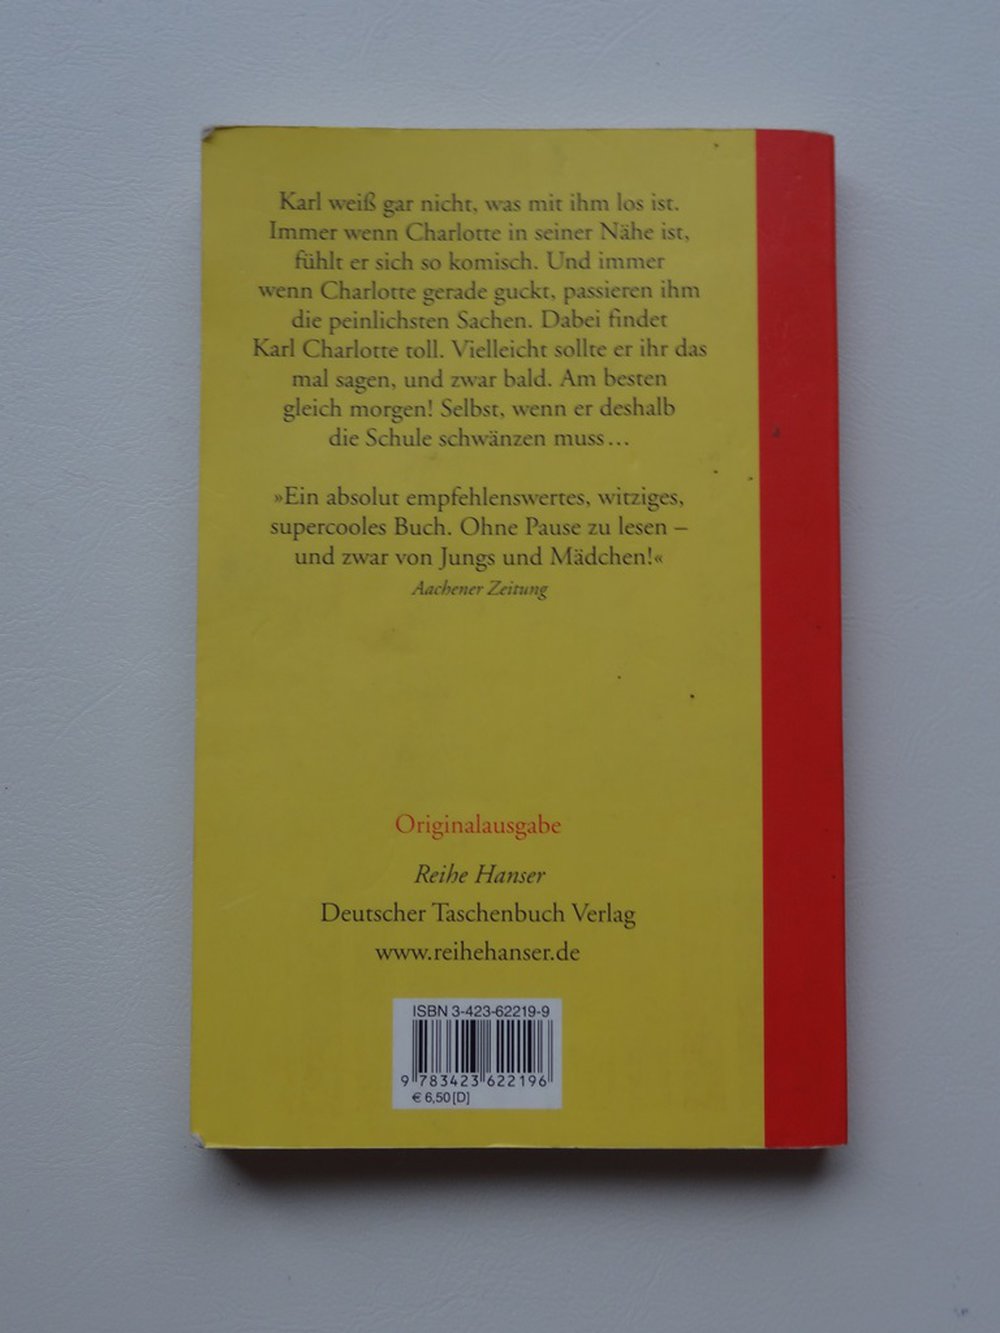 Karl weiß gar nicht, was mit ihm los ist.
Immer wenn Charlotte in seiner Nähe ist,
fühlt er sich so komisch. Und immer
wenn Charlotte gerade guckt, passieren ihm
die peinlichsten Sachen. Dabei findet
Karl Charlotte toll. Vielleicht sollte er ihr das
mal sagen, und zwar bald. Am besten
gleich morgen! Selbst, wenn er deshalb
die Schule schwänzen muss…
»Ein absolut empfehlenswertes, witziges,
supercooles Buch. Ohne Pause zu lesen –
und zwar von Jungs und Mädchen!«
Aachener Zeitung
Originalausgabe
Reihe Hanser
Deutscher Taschenbuch Verlag
www.reihehanser.de
ISBN 3-423-62219-9
9 783423 622196
€ 6,50 [D]